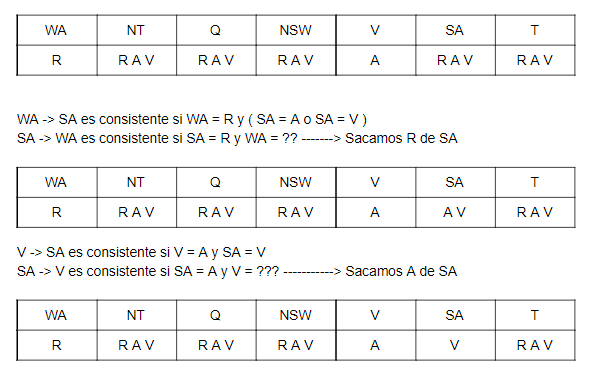 WA NT Q NSW V SA T
R R A V R A V R A V A R A V R A V
WA -> SA es consistente si WA = R y ( SA = A o SA = V )
SA -> WA es consistente si SA = R y WA = ?? -------> Sacamos R de SA
WA NT Q NSW V SA T
R R A V R A V R A V A A V R A V
V -> SA es consistente si V = A y SA = V
SA -> V es consistente si SA = A y V = ??? -----------> Sacamos A de SA
WA NT Q NSW V SA T
R R A V R A V R A V A V R A V